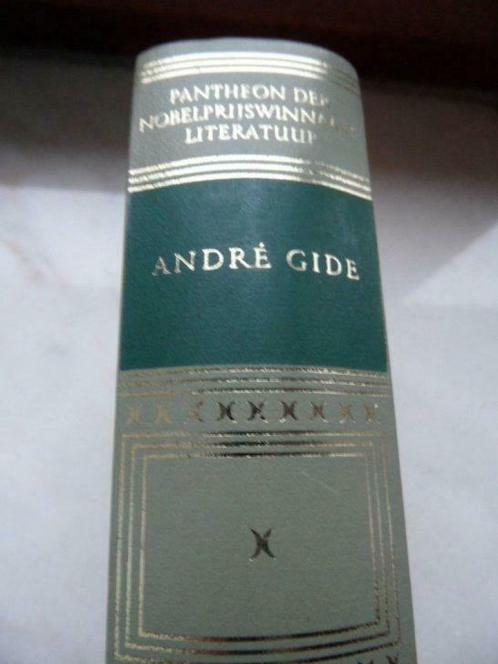 PANTHEON DER
NOBELPRIJSWINNAARS
LITERATUUR
ANDRÉ GIDE